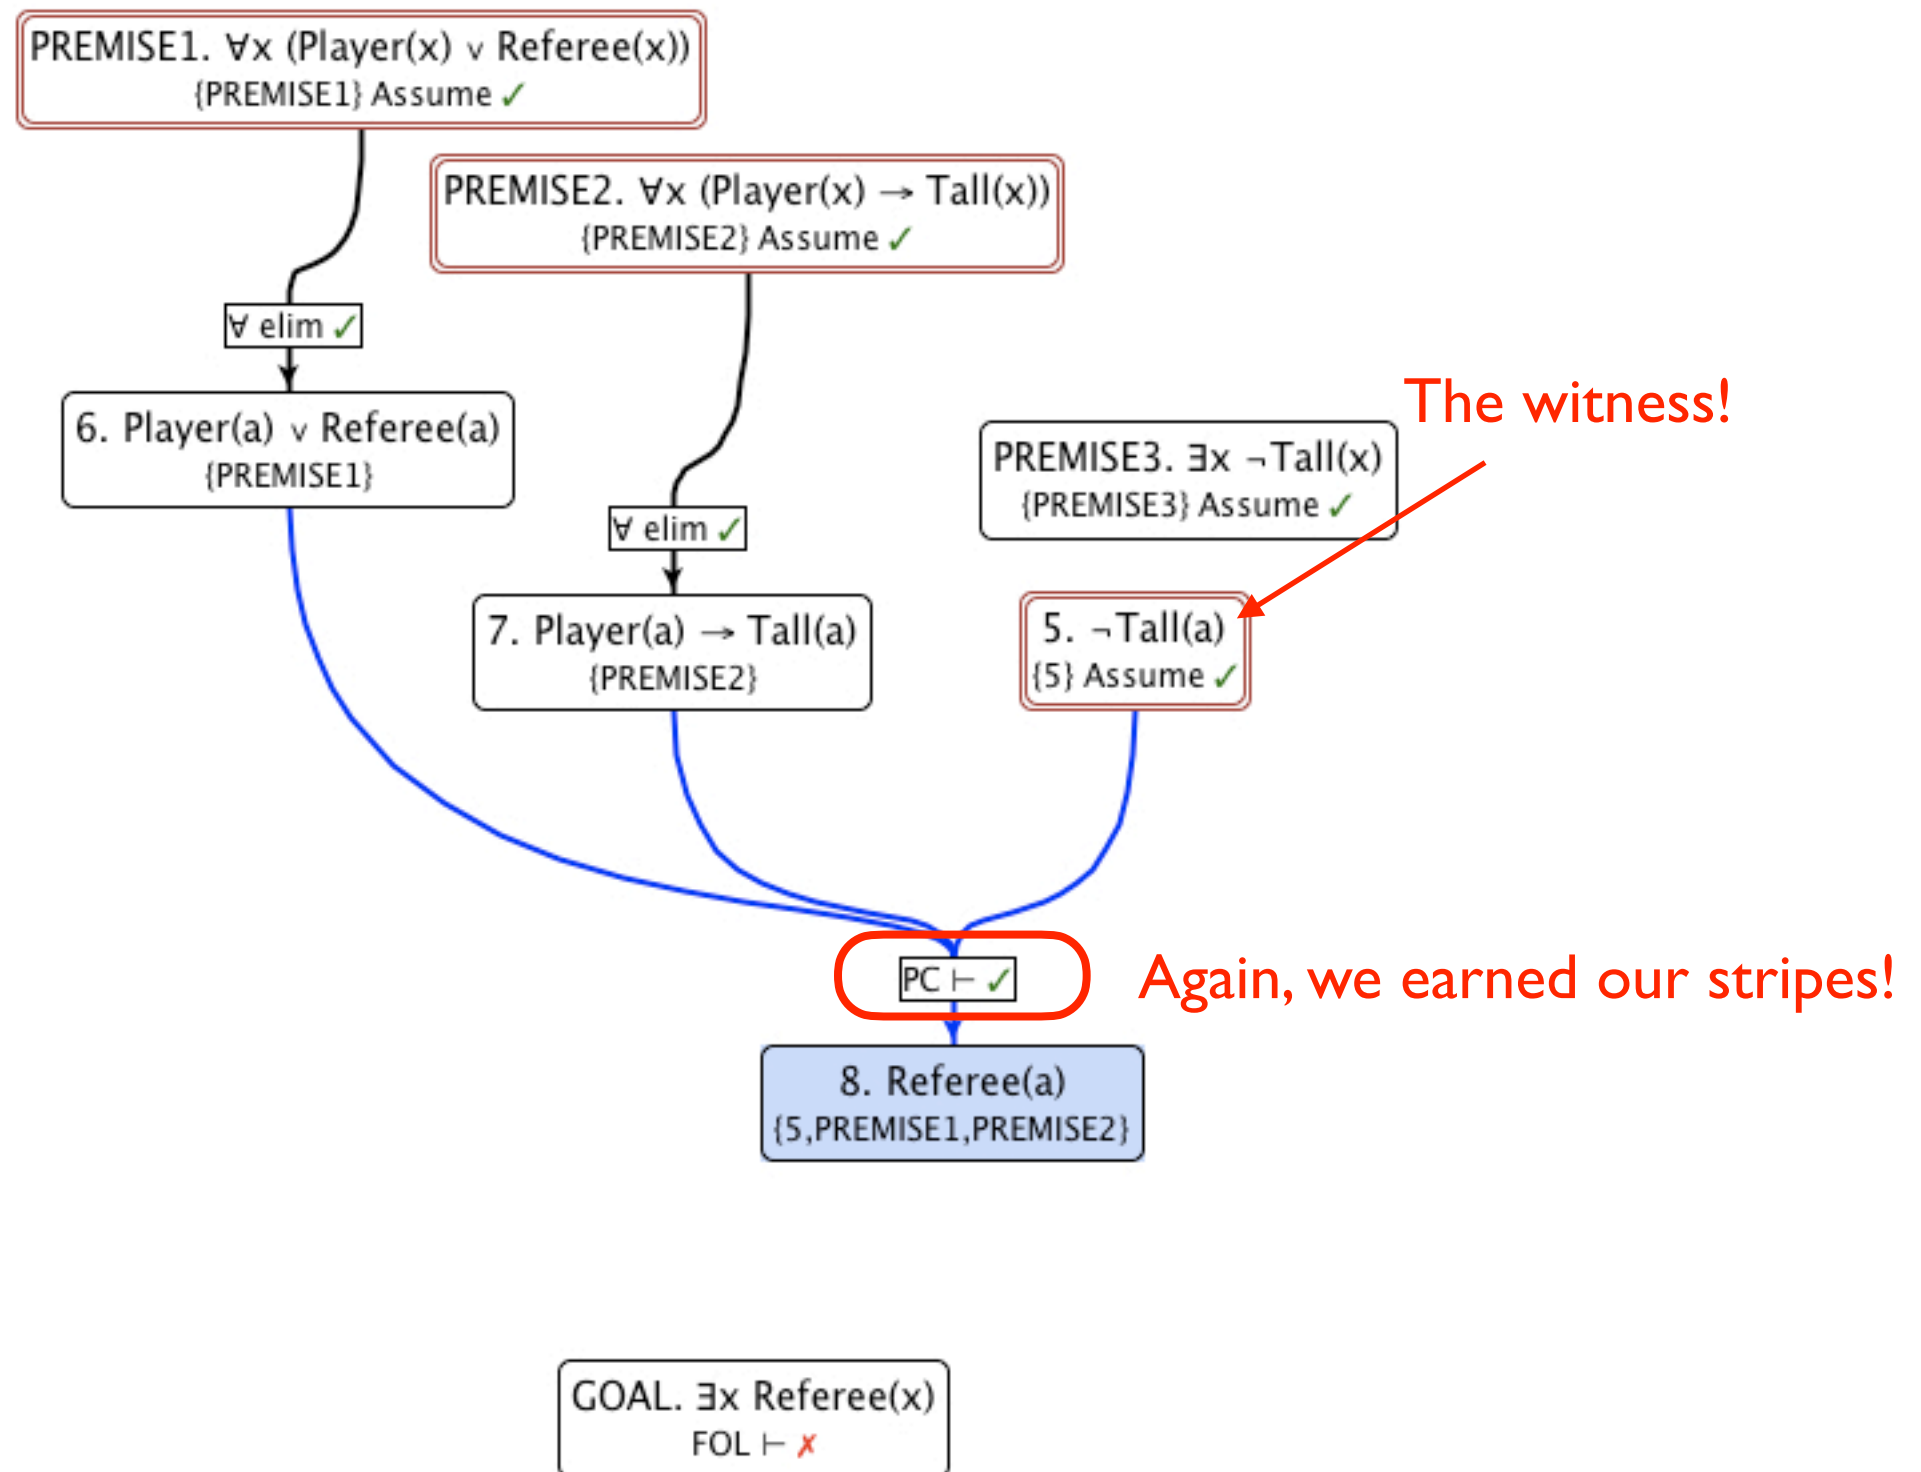 PREMISE1. ∀x (Player(x) ∨ Referee(x))
{PREMISE1} Assume ✓
PREMISE2. ∀x (Player(x) → Tall(x))
{PREMISE2} Assume ✓
∀ elim ✓
6. Player(a) ∨ Referee(a)
{PREMISE1}
The witness!
PREMISE3. ∃x ¬Tall(x)
{PREMISE3} Assume ✓
∀ elim ✓
7. Player(a) → Tall(a)
{PREMISE2}
5. ¬Tall(a)
{5} Assume ✓
PC ⊢ ✓
Again, we earned our stripes!
8. Referee(a)
{5,PREMISE1,PREMISE2}
GOAL. ∃x Referee(x)
FOL ⊢ ✗